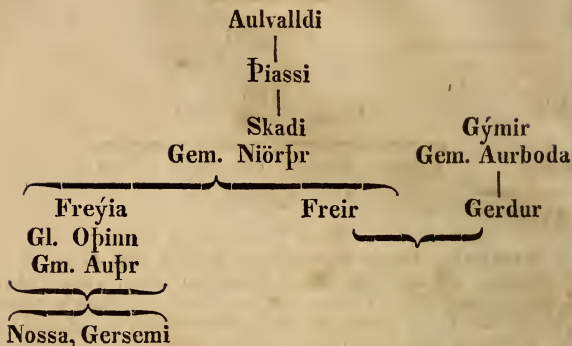 Aulvalldi
Þiassi
Skadi Gýmir
Gem. Niörþr Gem. Aurboda
Freýia Freir Gerdur
Gl. Oþinn
Gm. Auþr
Nossa, Gersemi